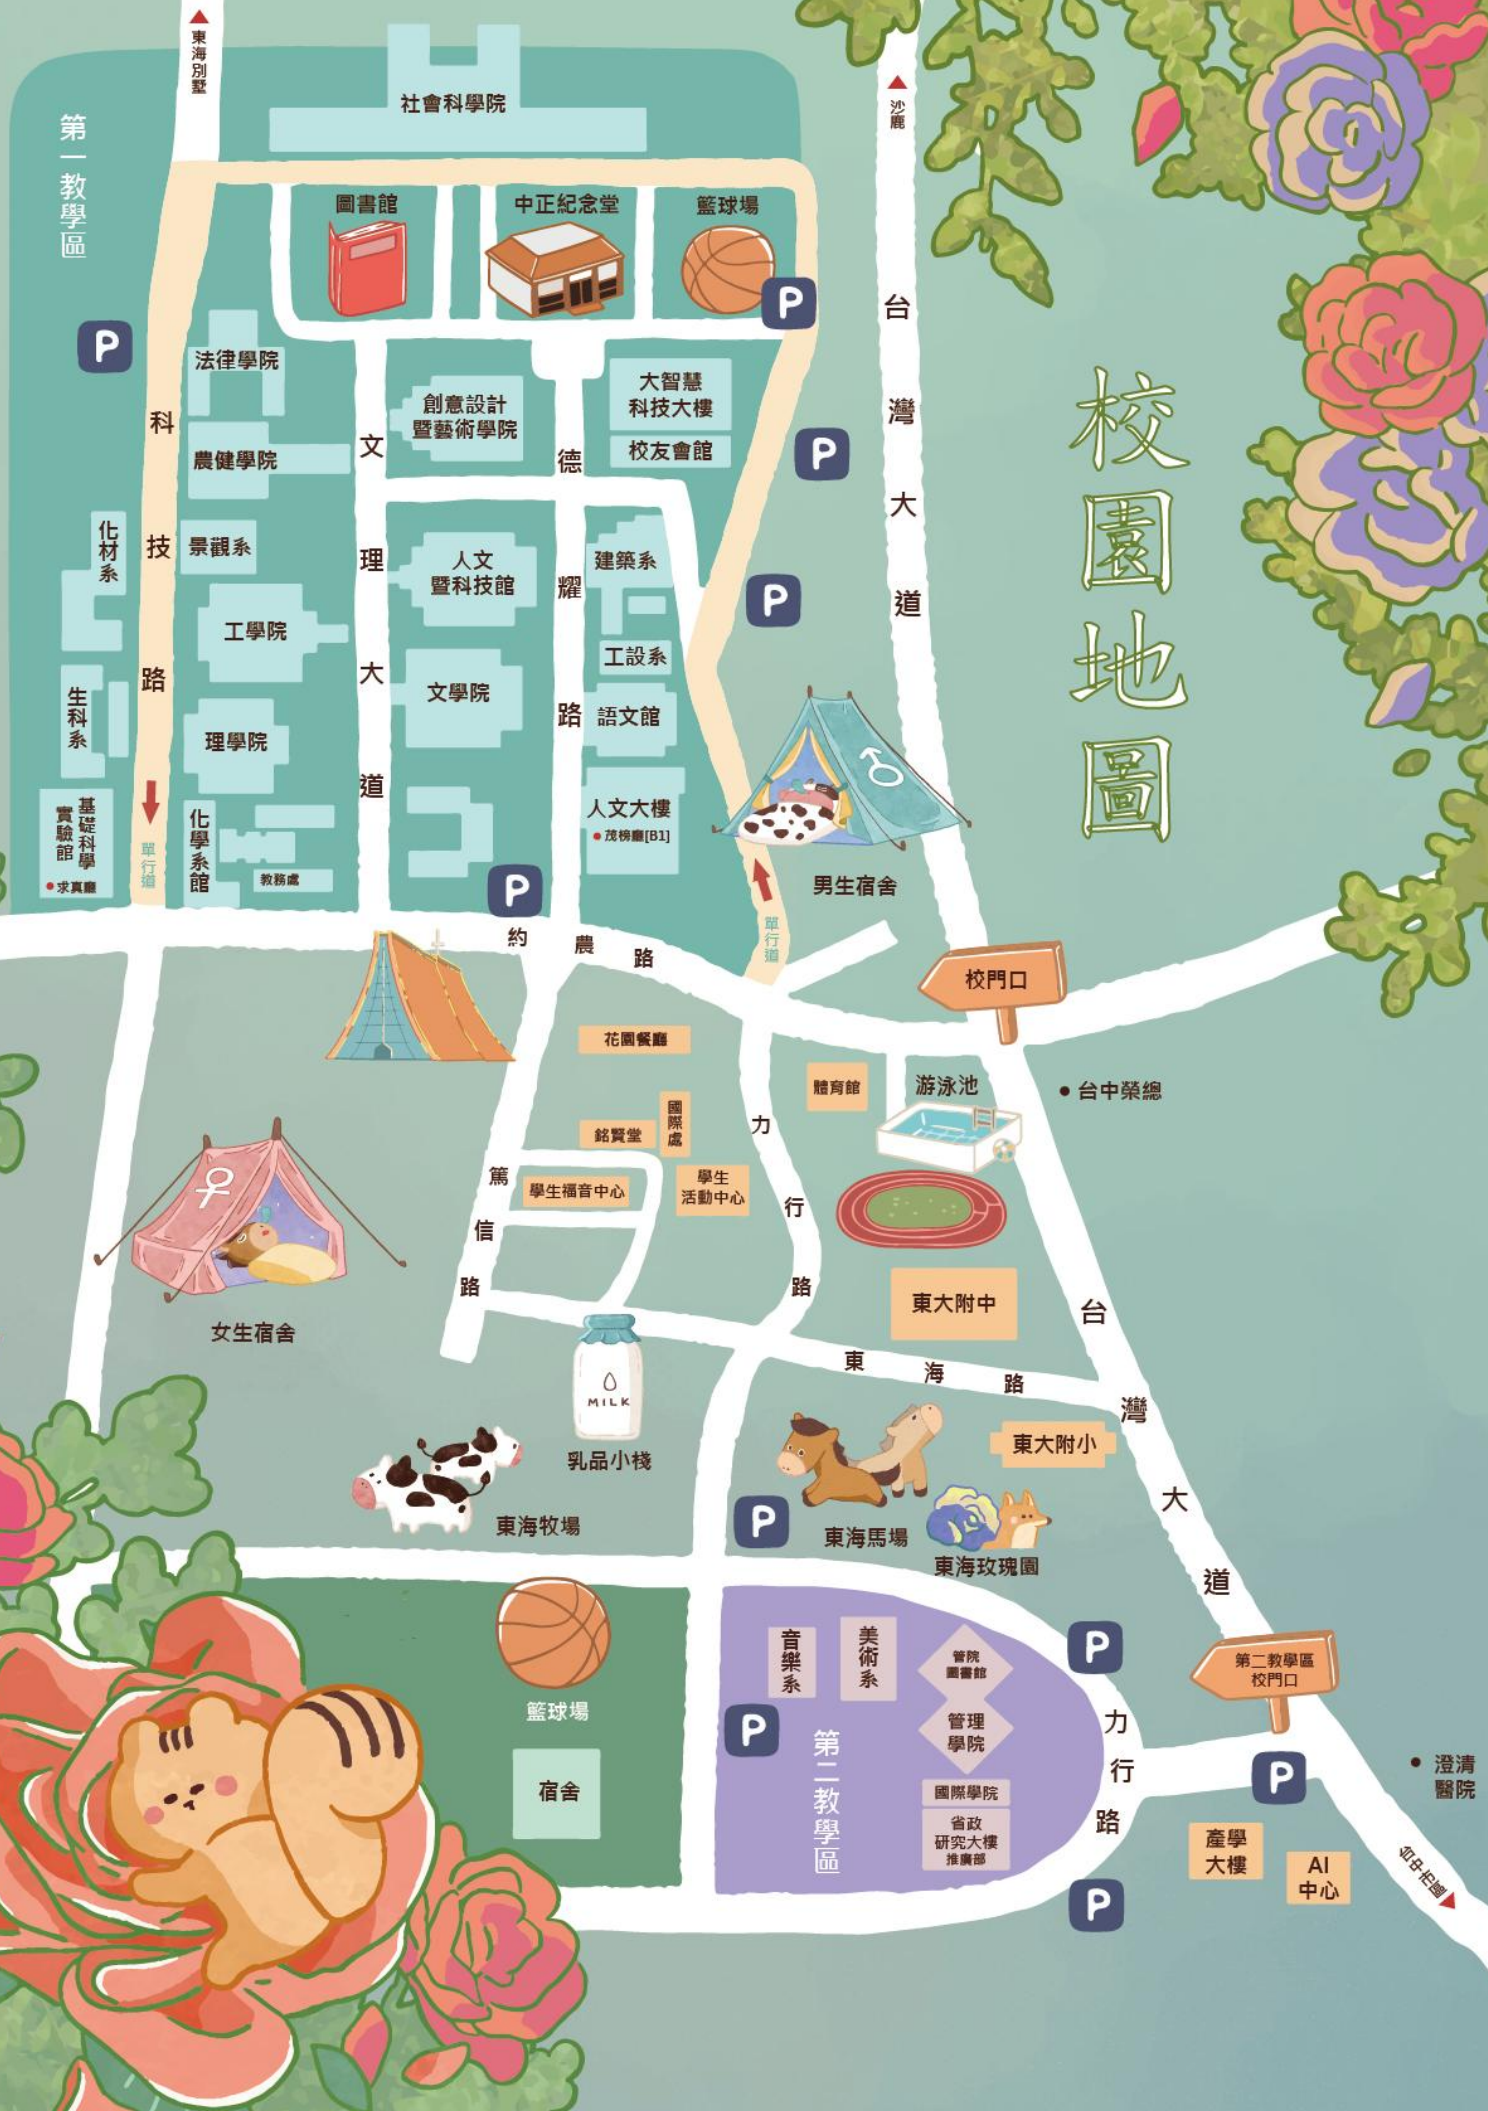 校園地圖
東海別墅
沙鹿
第一教學區
社會科學院
圖書館
中正紀念堂
籃球場
P
P
台灣大道
法律學院
創意設計
暨藝術學院
大智慧
科技大樓
校友會館
P
科技路
文理大道
德耀路
農健學院
化材系
景觀系
人文
暨科技館
建築系
P
工學院
工設系
生科系
理學院
文學院
語文館
基礎科學
實驗館
求真廳
單行道
化學系館
教務處
人文大樓
茂榜廳[B1]
P
男生宿舍
單行道
約農路
校門口
花園餐廳
體育館
游泳池
台中榮總
國際處
銘賢堂
學生福音中心
學生
活動中心
篤信路
力行路
女生宿舍
東大附中
台灣大道
東海路
MILK
乳品小棧
東海牧場
東大附小
P
東海馬場
東海玫瑰園
籃球場
宿舍
音樂系
美術系
管院
圖書館
管理
學院
國際學院
省政
研究大樓
推廣部
第二教學區
P
P
第二教學區
校門口
力行路
P
P
澄清
醫院
產學
大樓
AI
中心
台中市區